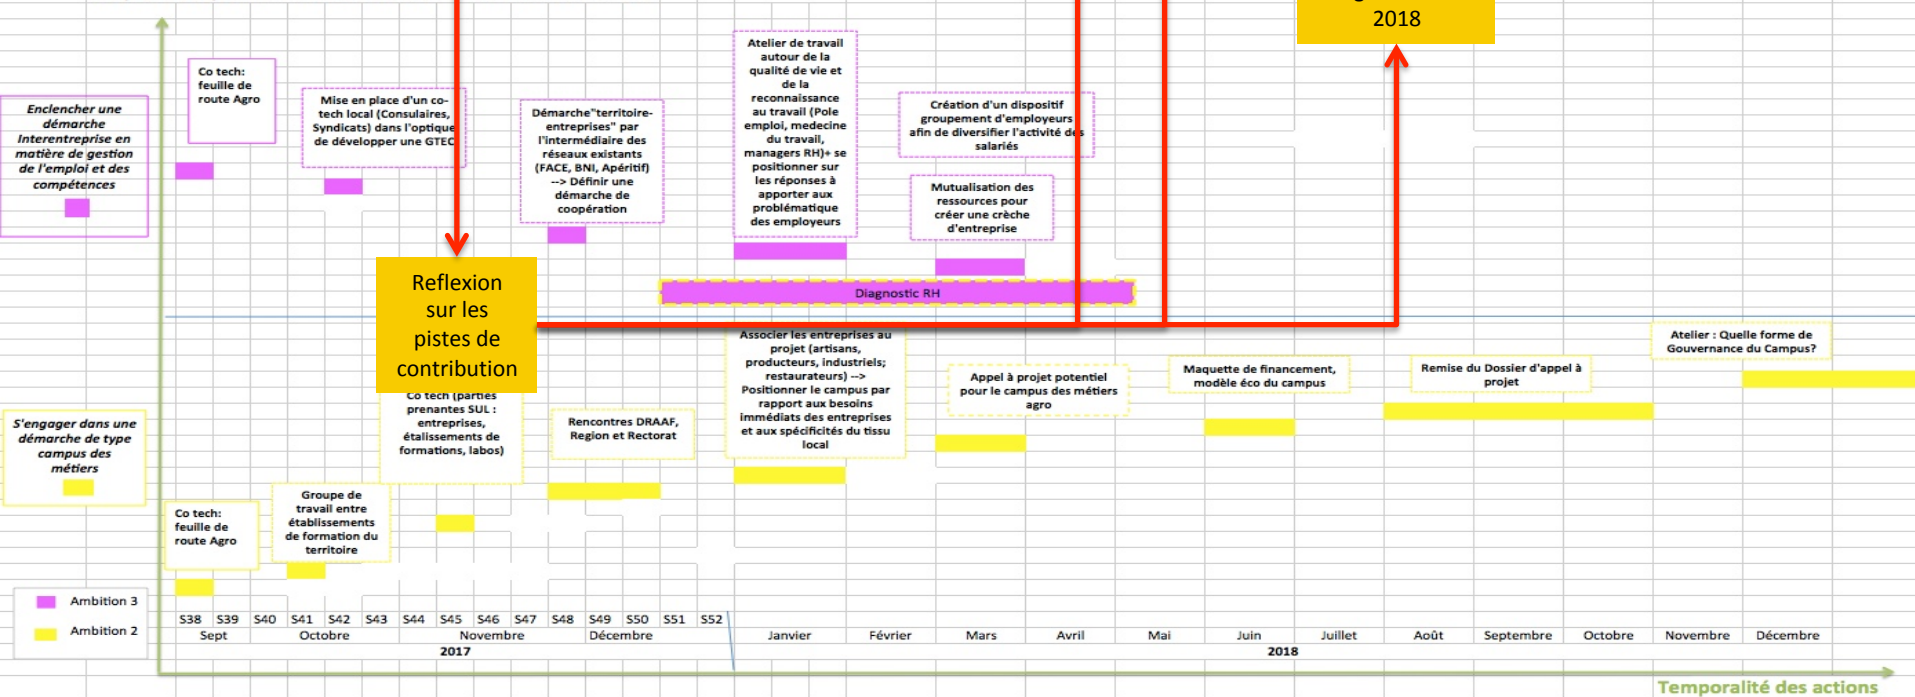 2018
Co tech:
feuille de
route Agro
Enclencher une
démarche
Interentreprise en
matière de gestion
de l'emploi et des
compétences
Mise en place d'un co-
tech local (Consulaires,
Syndicats) dans l'optique
de développer une GTEC
Démarche"territoire-
entreprises" par
l'intermédiaire des
réseaux existants
(FACE, BNI, Apéritif)
--> Définir une
démarche de
coopération
Atelier de travail
autour de la
qualité de vie et
de la
reconnaissance
au travail (Pole
emploi, medecine
du travail,
managers RH)+ se
positionner sur
les réponses à
apporter aux
problématique
des employeurs
Création d'un dispositif
groupement d'employeurs
afin de diversifier l'activité des
salariés
Mutualisation des
ressources pour
créer une crèche
d'entreprise
Reflexion
sur les
pistes de
contribution
Diagnostic RH
S'engager dans une
démarche de type
campus des
métiers
Co tech:
feuille de
route Agro
Groupe de
travail entre
établissements
de formation du
territoire
Co tech (parties
prenantes SUL :
entreprises,
étalissements de
formations, labos)
Rencontres DRAAF,
Region et Rectorat
Associer les entreprises au
projet (artisans,
producteurs, industriels;
restaurateurs) -->
Positionner le campus par
rapport aux besoins
immédiats des entreprises
et aux spécificités du tissu
local
Appel à projet potentiel
pour le campus des métiers
agro
Maquette de financement,
modèle éco du campus
Remise du Dossier d'appel à
projet
Atelier : Quelle forme de
Gouvernance du Campus?
Ambition 3
Ambition 2
S38 S39 S40 S41 S42 S43 S44 S45 S46 S47 S48 S49 S50 S51 S52
Sept Octobre Novembre Décembre Janvier Février Mars Avril Mai Juin Juillet Août Septembre Octobre Novembre Décembre
2017 2018
Temporalité des actions